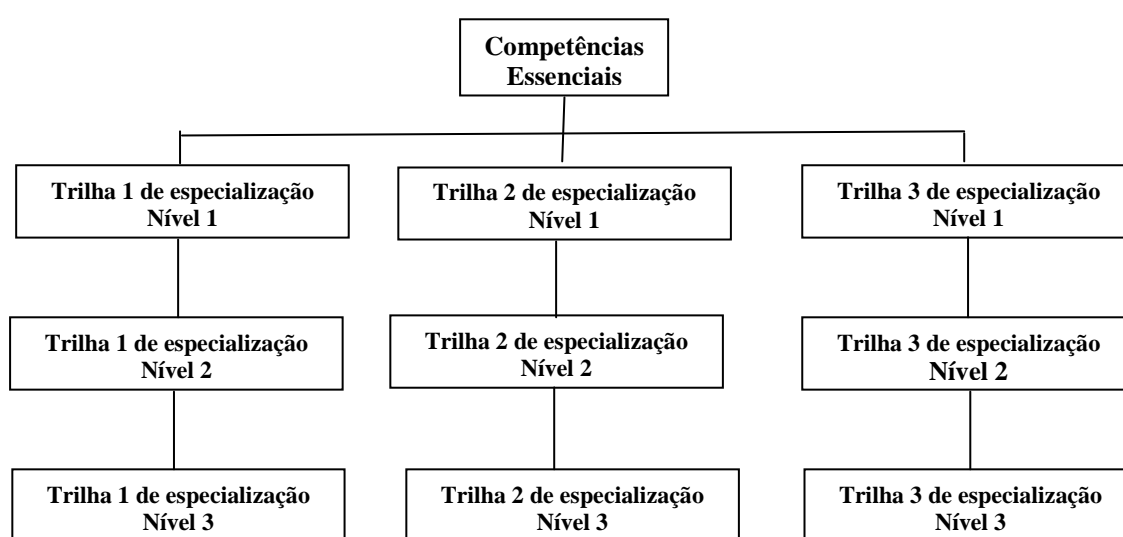 Competências
Essenciais
Trilha 1 de especialização
Nível 1
Trilha 2 de especialização
Nível 1
Trilha 3 de especialização
Nível 1
Trilha 1 de especialização
Nível 2
Trilha 2 de especialização
Nível 2
Trilha 3 de especialização
Nível 2
Trilha 1 de especialização
Nível 3
Trilha 2 de especialização
Nível 3
Trilha 3 de especialização
Nível 3